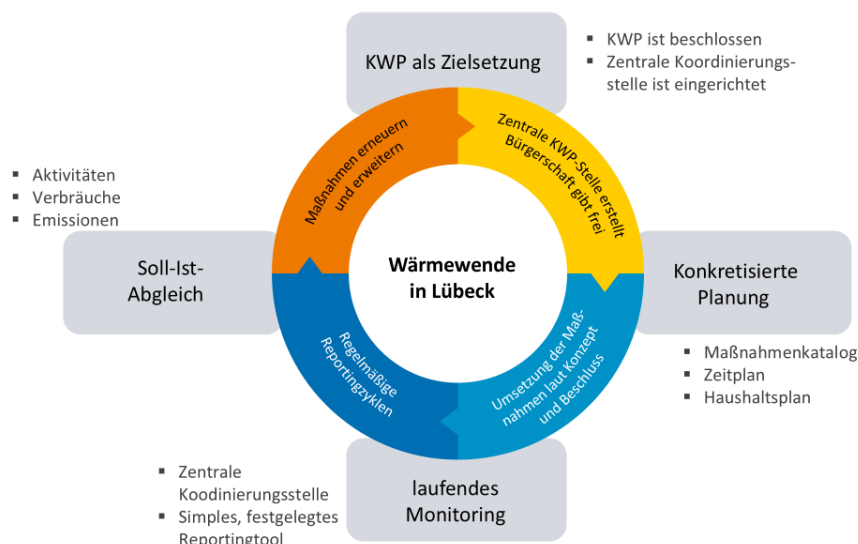 KWP als Zielsetzung
▪ KWP ist beschlossen
▪ Zentrale Koordinierungs-
stelle ist eingerichtet
Zentrale KWP-Stelle erstellt
Bürgerschaft gibt frei
Konkretisierte
Planung
▪ Maßnahmenkatalog
▪ Zeitplan
▪ Haushaltsplan
Umsetzung der Maß-
nahmen laut Konzept
und Beschluss
laufendes
Monitoring
▪ Zentrale
Koodinierungsstelle
▪ Simples, festgelegtes
Reportingtool
Regelmäßige
Reportingzyklen
Soll-Ist-
Abgleich
▪ Aktivitäten
▪ Verbräuche
▪ Emissionen
Maßnahmen erneuern
und erweitern
Wärmewende
in Lübeck